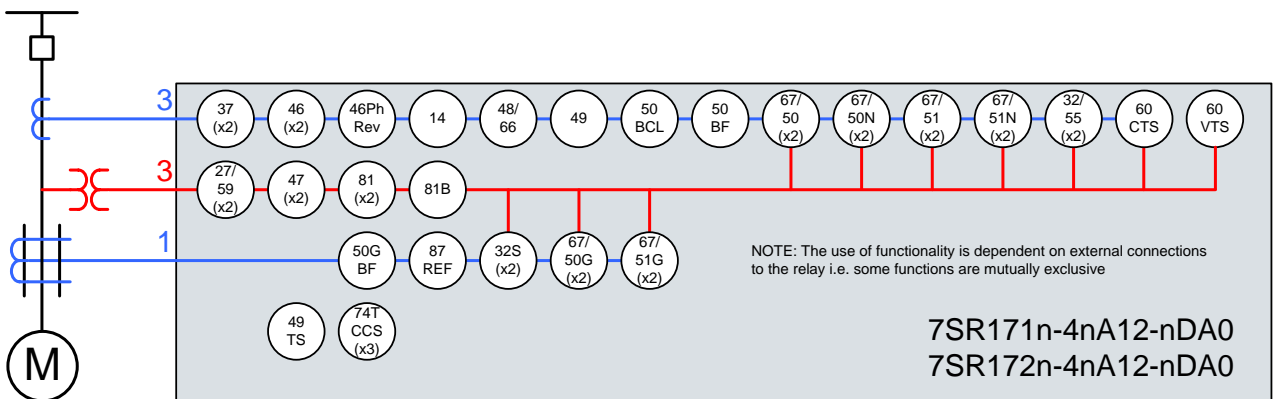 3
37
(x2)
46
(x2)
46Ph
Rev
14
48/
66
49
50
BCL
50
BF
67/
50
(x2)
67/
50N
(x2)
67/
51
(x2)
67/
51N
(x2)
32/
55
(x2)
60
CTS
60
VTS
3
27/
59
(x2)
47
(x2)
81
(x2)
81B
1
50G
BF
87
REF
32S
(x2)
67/
50G
(x2)
67/
51G
(x2)
NOTE: The use of functionality is dependent on external connections
to the relay i.e. some functions are mutually exclusive
49
TS
74T
CCS
(x3)
7SR171n-4nA12-nDA0
7SR172n-4nA12-nDA0
M